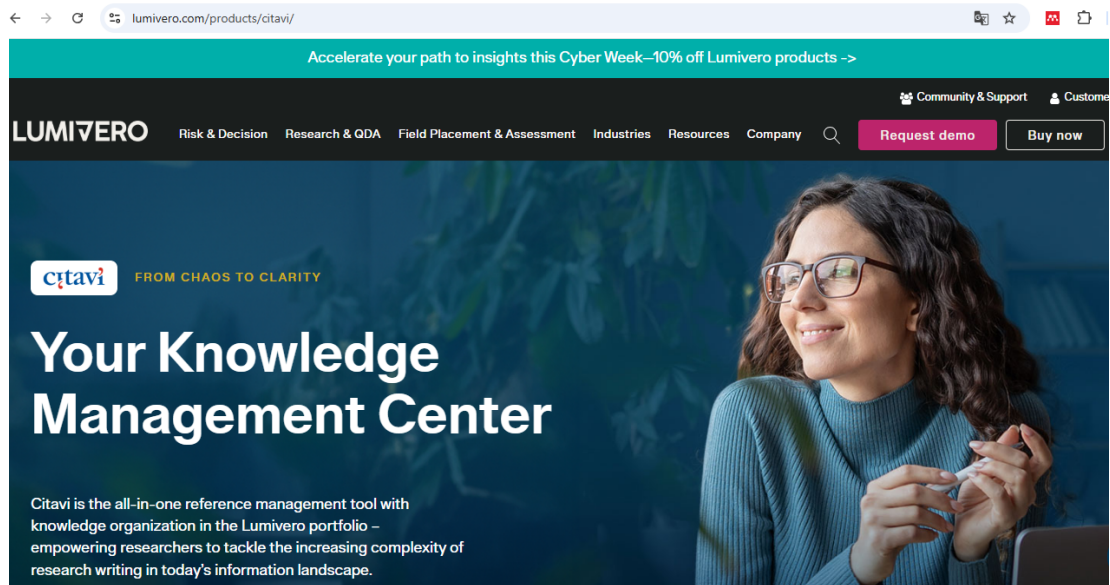 lumivero.com/products/citavi/
Accelerate your path to insights this Cyber Week—10% off Lumivero products ->
Community & Support Custome
LUMIVERO Risk & Decision Research & QDA Field Placement & Assessment Industries Resources Company Request demo Buy now
citavi FROM CHAOS TO CLARITY
Your Knowledge
Management Center
Citavi is the all-in-one reference management tool with
knowledge organization in the Lumivero portfolio –
empowering researchers to tackle the increasing complexity of
research writing in today's information landscape.